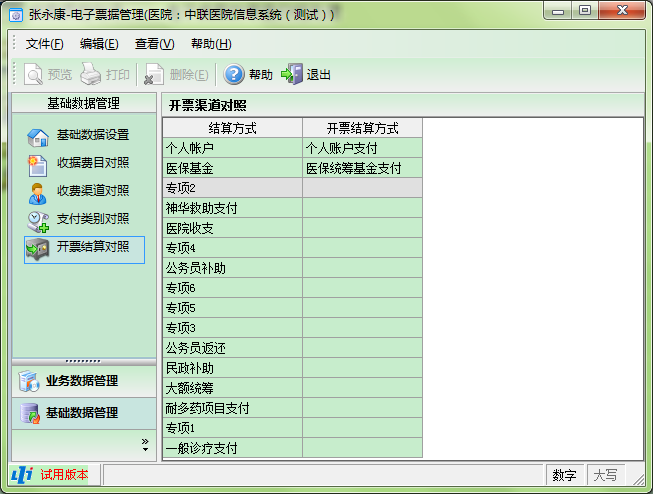 张永康-电子票据管理(医院：中联医院信息系统（测试）)
文件(F) 编辑(E) 查看(V) 帮助(H)
预览 打印 删除(E) 帮助 退出
基础数据管理
基础数据设置
收据费目对照
收费渠道对照
支付类别对照
开票结算对照
业务数据管理
基础数据管理
开票渠道对照
结算方式 开票结算方式
个人帐户 个人账户支付
医保基金 医保统筹基金支付
专项2
神华救助支付
医院收支
专项4
公务员补助
专项6
专项5
专项3
公务员返还
民政补助
大额统筹
耐多药项目支付
专项1
一般诊疗支付
试用版本 数字 大写